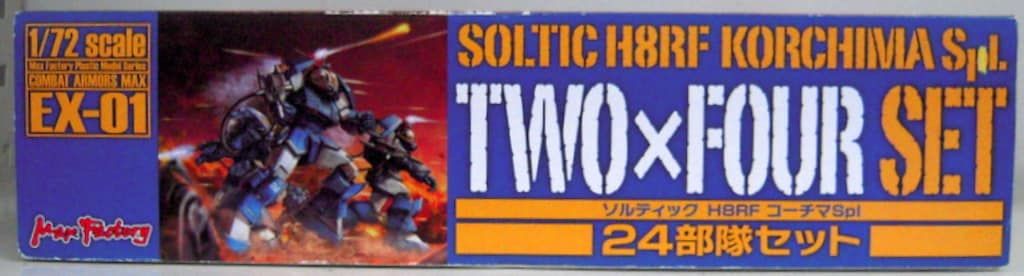 1/72 scale
Max Factory Plastic Model Series
COMBAT ARMORS MAX
EX-01
Max Factory
SOLTIC H8RF KORCHIMA Spl.
TWO×FOUR SET
ソルティック H8RF コーチマSpl
24部隊セット